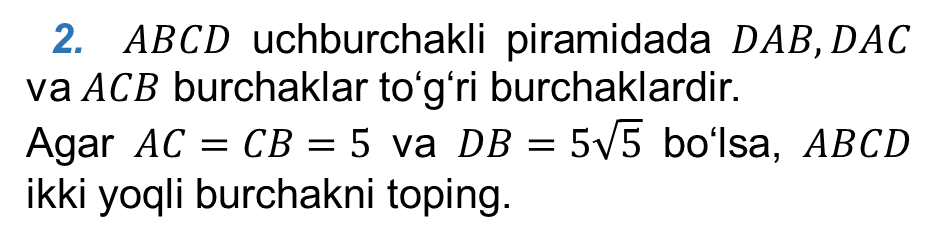 2. ABCD uchburchakli piramidada DAB, DAC
va ACB burchaklar to‘g‘ri burchaklardir.
Agar AC = CB = 5 va DB = 5√5 bo‘lsa, ABCD
ikki yoqli burchakni toping.